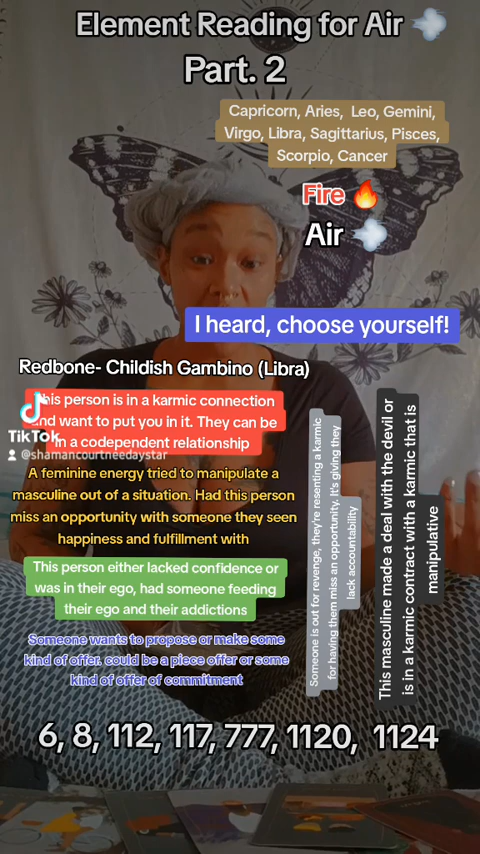 Element Reading for Air 💨
Part. 2
Capricorn, Aries, Leo, Gemini,
Virgo, Libra, Sagittarius, Pisces,
Scorpio, Cancer
Fire 🔥
Air 💨
I heard, choose yourself!
Redbone- Childish Gambino (Libra)
This person is in a karmic connection
and want to put you in it. They can be
in a codependent relationship
TikTok
@shamancourtneedaystar
A feminine energy tried to manipulate a
masculine out of a situation. Had this person
miss an opportunity with someone they seen
happiness and fulfillment with
This person either lacked confidence or
was in their ego, had someone feeding
their ego and their addictions
Someone wants to propose or make some
kind of offer. could be a piece offer or some
kind of offer of commitment
Someone is out for revenge, they're resenting a karmic
for having them miss an opportunity. It's giving they
lack accountability
This masculine made a deal with the devil or
is in a karmic contract with a karmic that is
manipulative
6, 8, 112, 117, 777, 1120, 1124